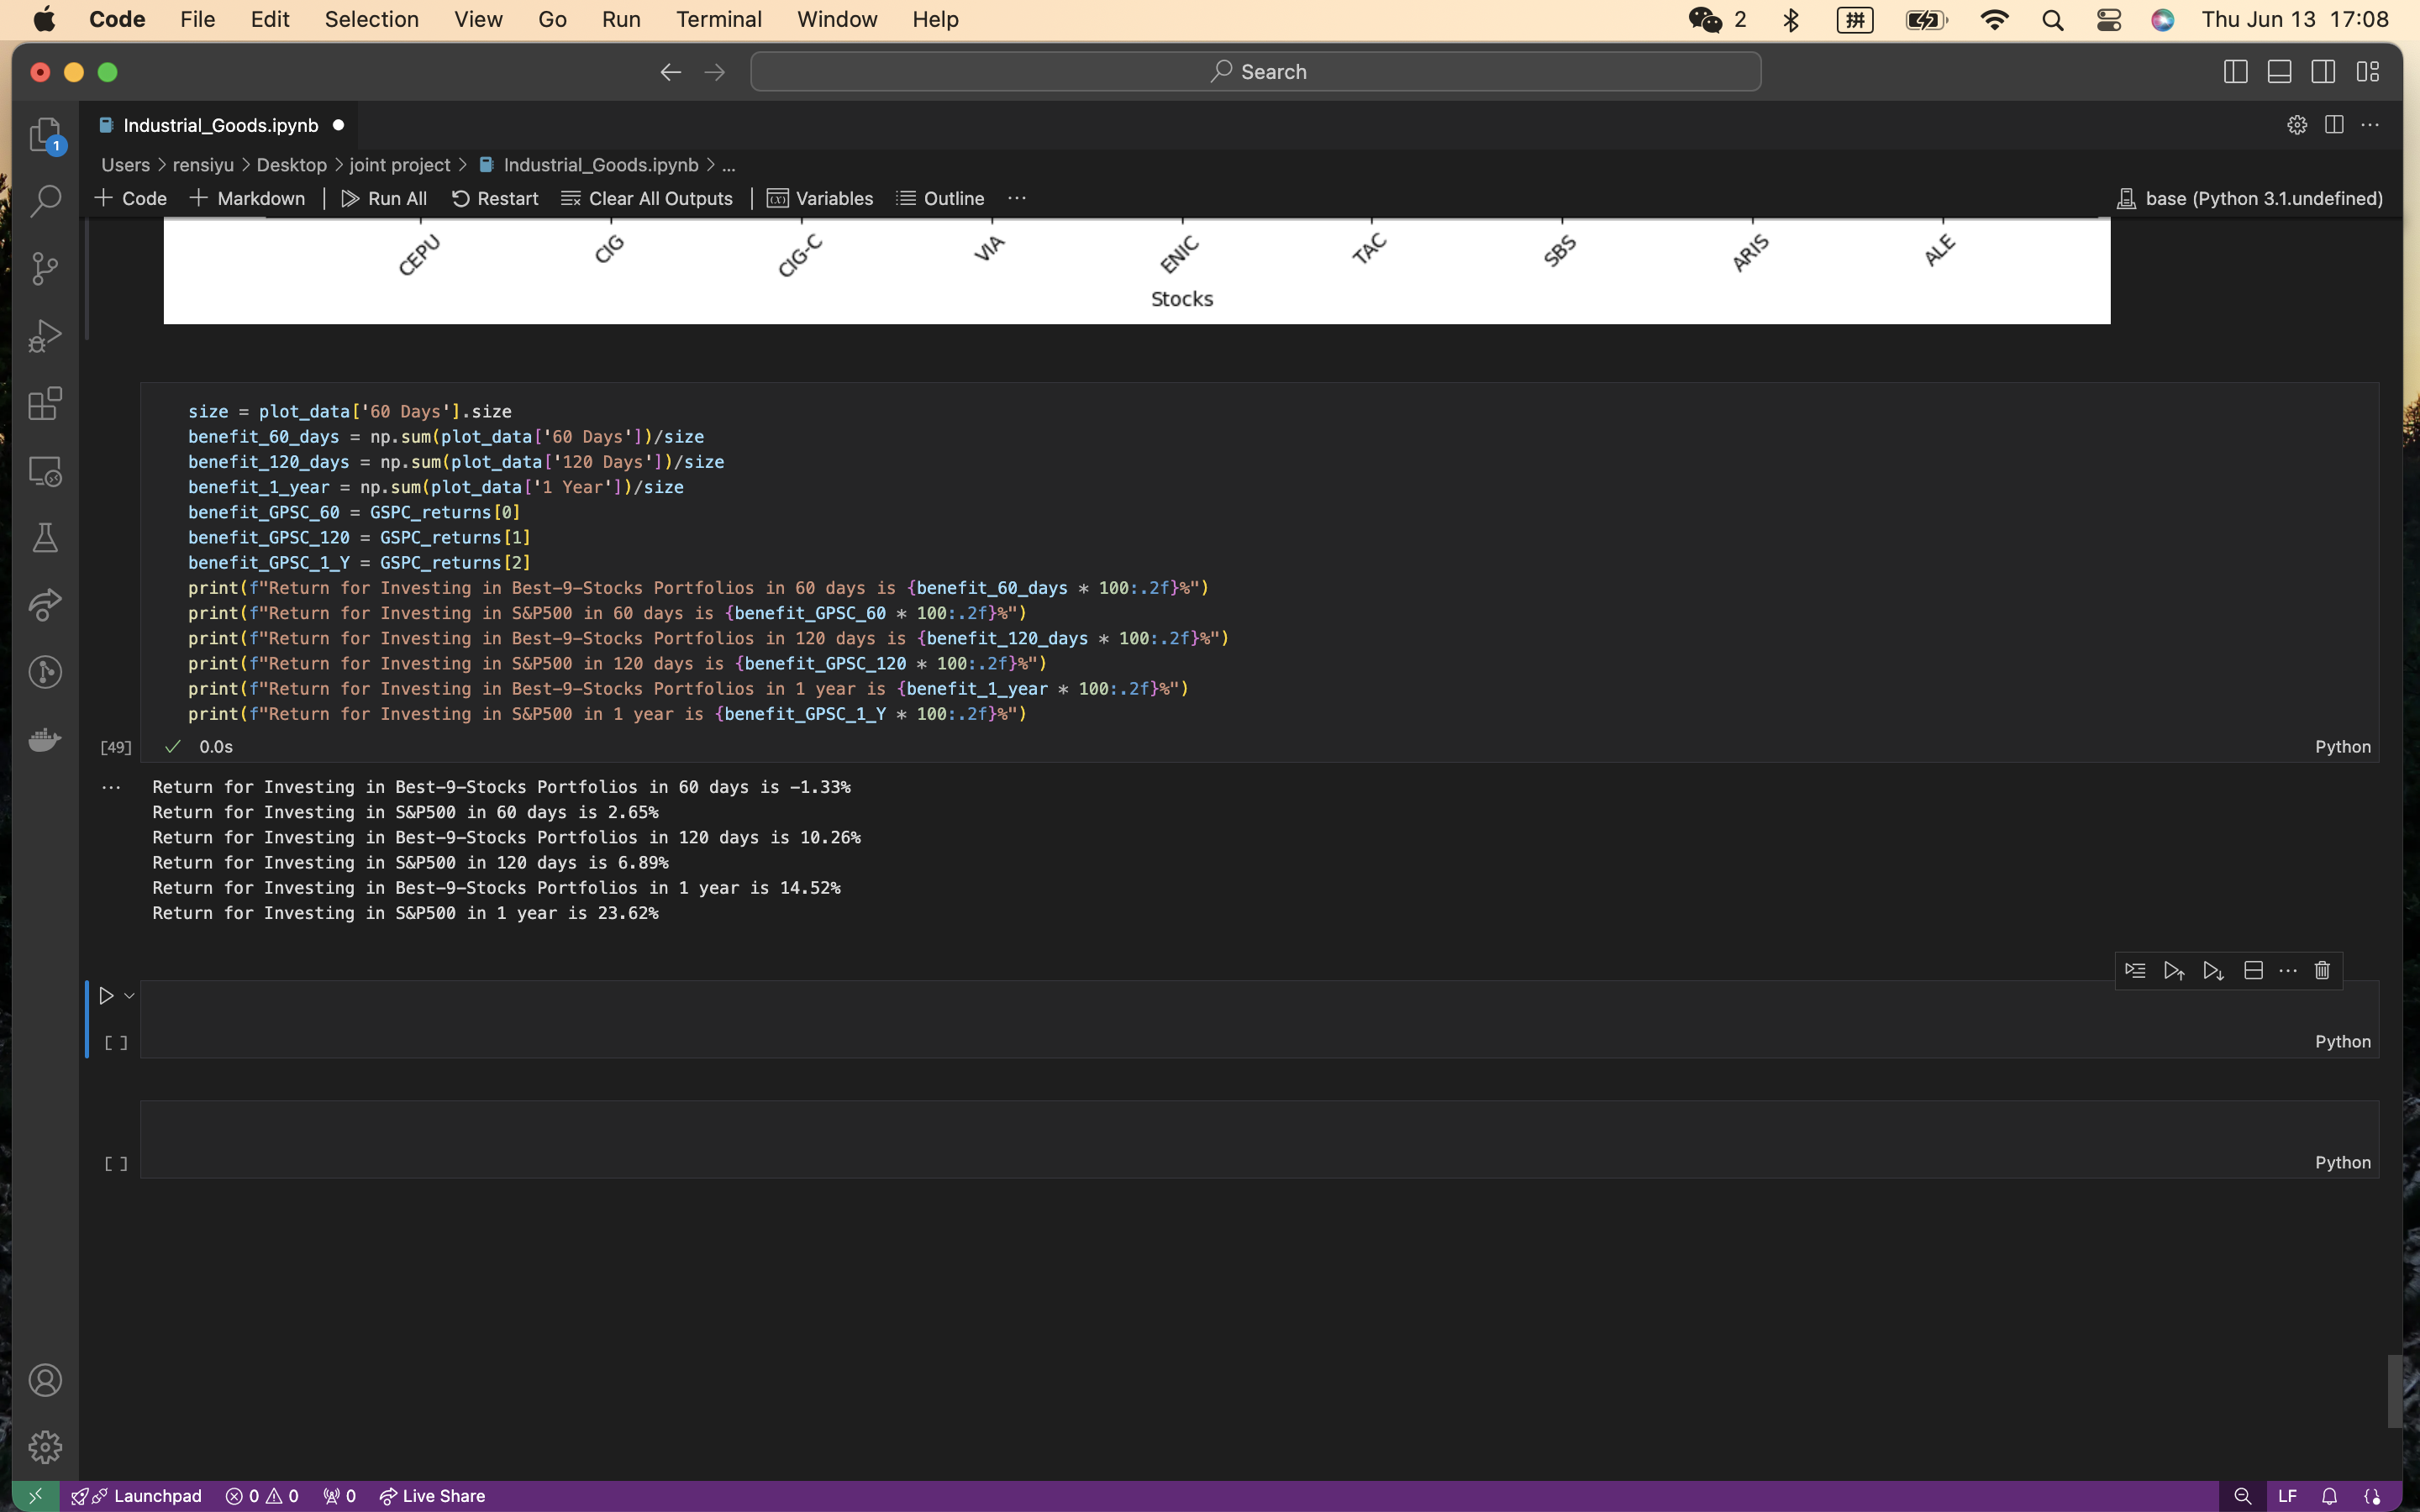 Code File Edit Selection View Go Run Terminal Window Help 2 拼 Thu Jun 13 17:08
Search
Industrial_Goods.ipynb
1
Users > rensiyu > Desktop > joint project > Industrial_Goods.ipynb > ...
+ Code + Markdown | Run All Restart Clear All Outputs | Variables Outline ... base (Python 3.1.undefined)
CEPU CIG CIG-C VIA ENIC TAC SBS ARIS ALE
Stocks
size = plot_data['60 Days'].size
benefit_60_days = np.sum(plot_data['60 Days'])/size
benefit_120_days = np.sum(plot_data['120 Days'])/size
benefit_1_year = np.sum(plot_data['1 Year'])/size
benefit_GPSC_60 = GSPC_returns[0]
benefit_GPSC_120 = GSPC_returns[1]
benefit_GPSC_1_Y = GSPC_returns[2]
print(f"Return for Investing in Best-9-Stocks Portfolios in 60 days is {benefit_60_days * 100:.2f}%")
print(f"Return for Investing in S&P500 in 60 days is {benefit_GPSC_60 * 100:.2f}%")
print(f"Return for Investing in Best-9-Stocks Portfolios in 120 days is {benefit_120_days * 100:.2f}%")
print(f"Return for Investing in S&P500 in 120 days is {benefit_GPSC_120 * 100:.2f}%")
print(f"Return for Investing in Best-9-Stocks Portfolios in 1 year is {benefit_1_year * 100:.2f}%")
print(f"Return for Investing in S&P500 in 1 year is {benefit_GPSC_1_Y * 100:.2f}%")
[49] ✓ 0.0s Python
... Return for Investing in Best-9-Stocks Portfolios in 60 days is -1.33%
Return for Investing in S&P500 in 60 days is 2.65%
Return for Investing in Best-9-Stocks Portfolios in 120 days is 10.26%
Return for Investing in S&P500 in 120 days is 6.89%
Return for Investing in Best-9-Stocks Portfolios in 1 year is 14.52%
Return for Investing in S&P500 in 1 year is 23.62%
[ ] Python
[ ] Python
Launchpad 0 0 0 Live Share LF